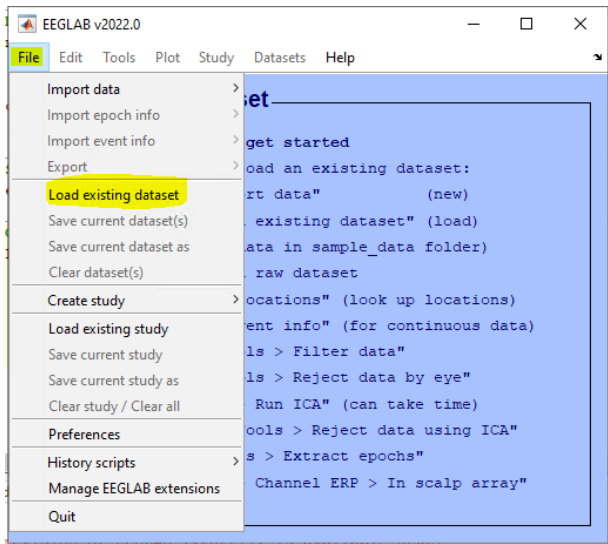 EEGLAB v2022.0
File Edit Tools Plot Study Datasets Help
Import data
Import epoch info
Import event info
Export
Load existing dataset
Save current dataset(s)
Save current dataset as
Clear dataset(s)
Create study
Load existing study
Save current study
Save current study as
Clear study / Clear all
Preferences
History scripts
Manage EEGLAB extensions
Quit
set
get started
oad an existing dataset:
rt data" (new)
existing dataset" (load)
ata in sample_data folder)
raw dataset
ocations" (look up locations)
ent info" (for continuous data)
ls > Filter data"
ls > Reject data by eye"
Run ICA" (can take time)
ools > Reject data using ICA"
s > Extract epochs"
Channel ERP > In scalp array"